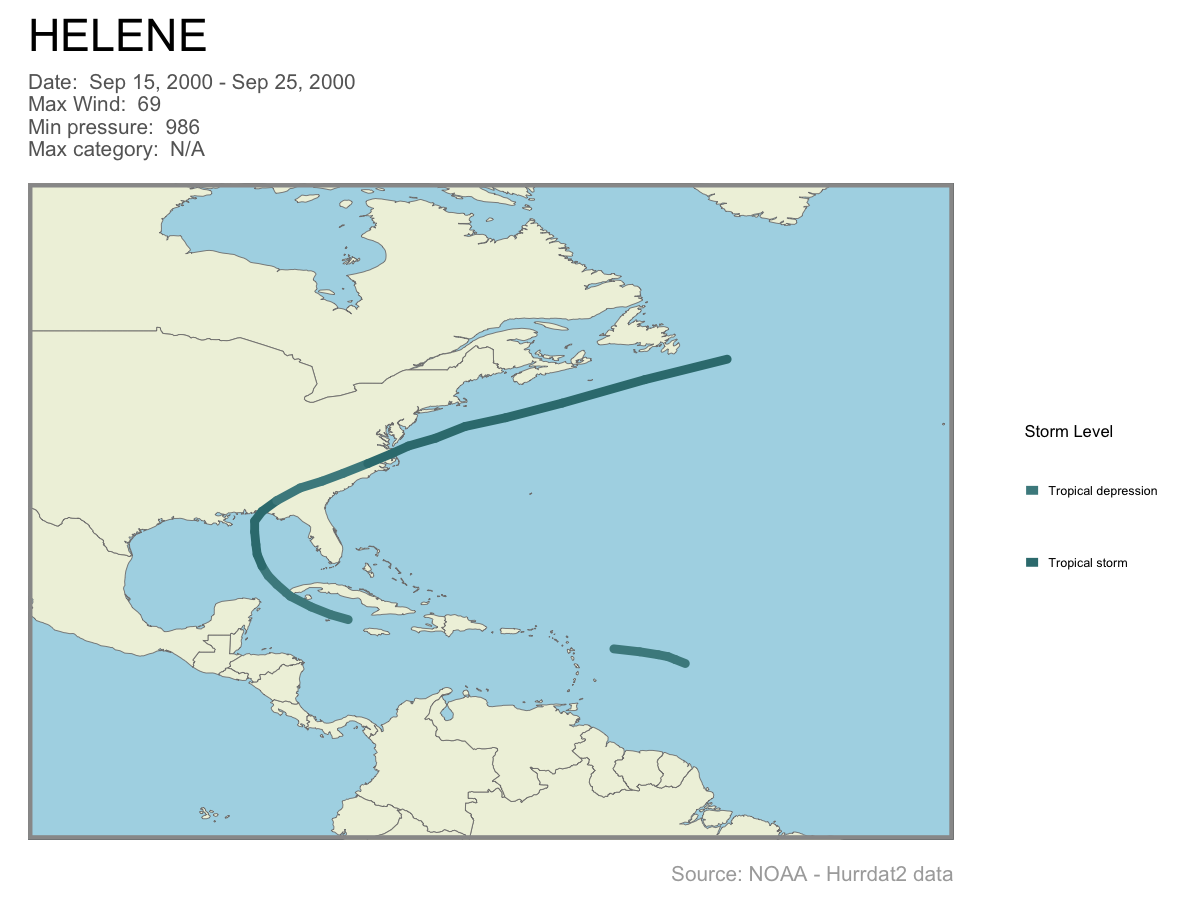 HELENE
Date:  Sep 15, 2000 - Sep 25, 2000
Max Wind:  69
Min pressure:  986
Max category:  N/A
Storm Level
Tropical depression
Tropical storm
Source: NOAA - Hurrdat2 data